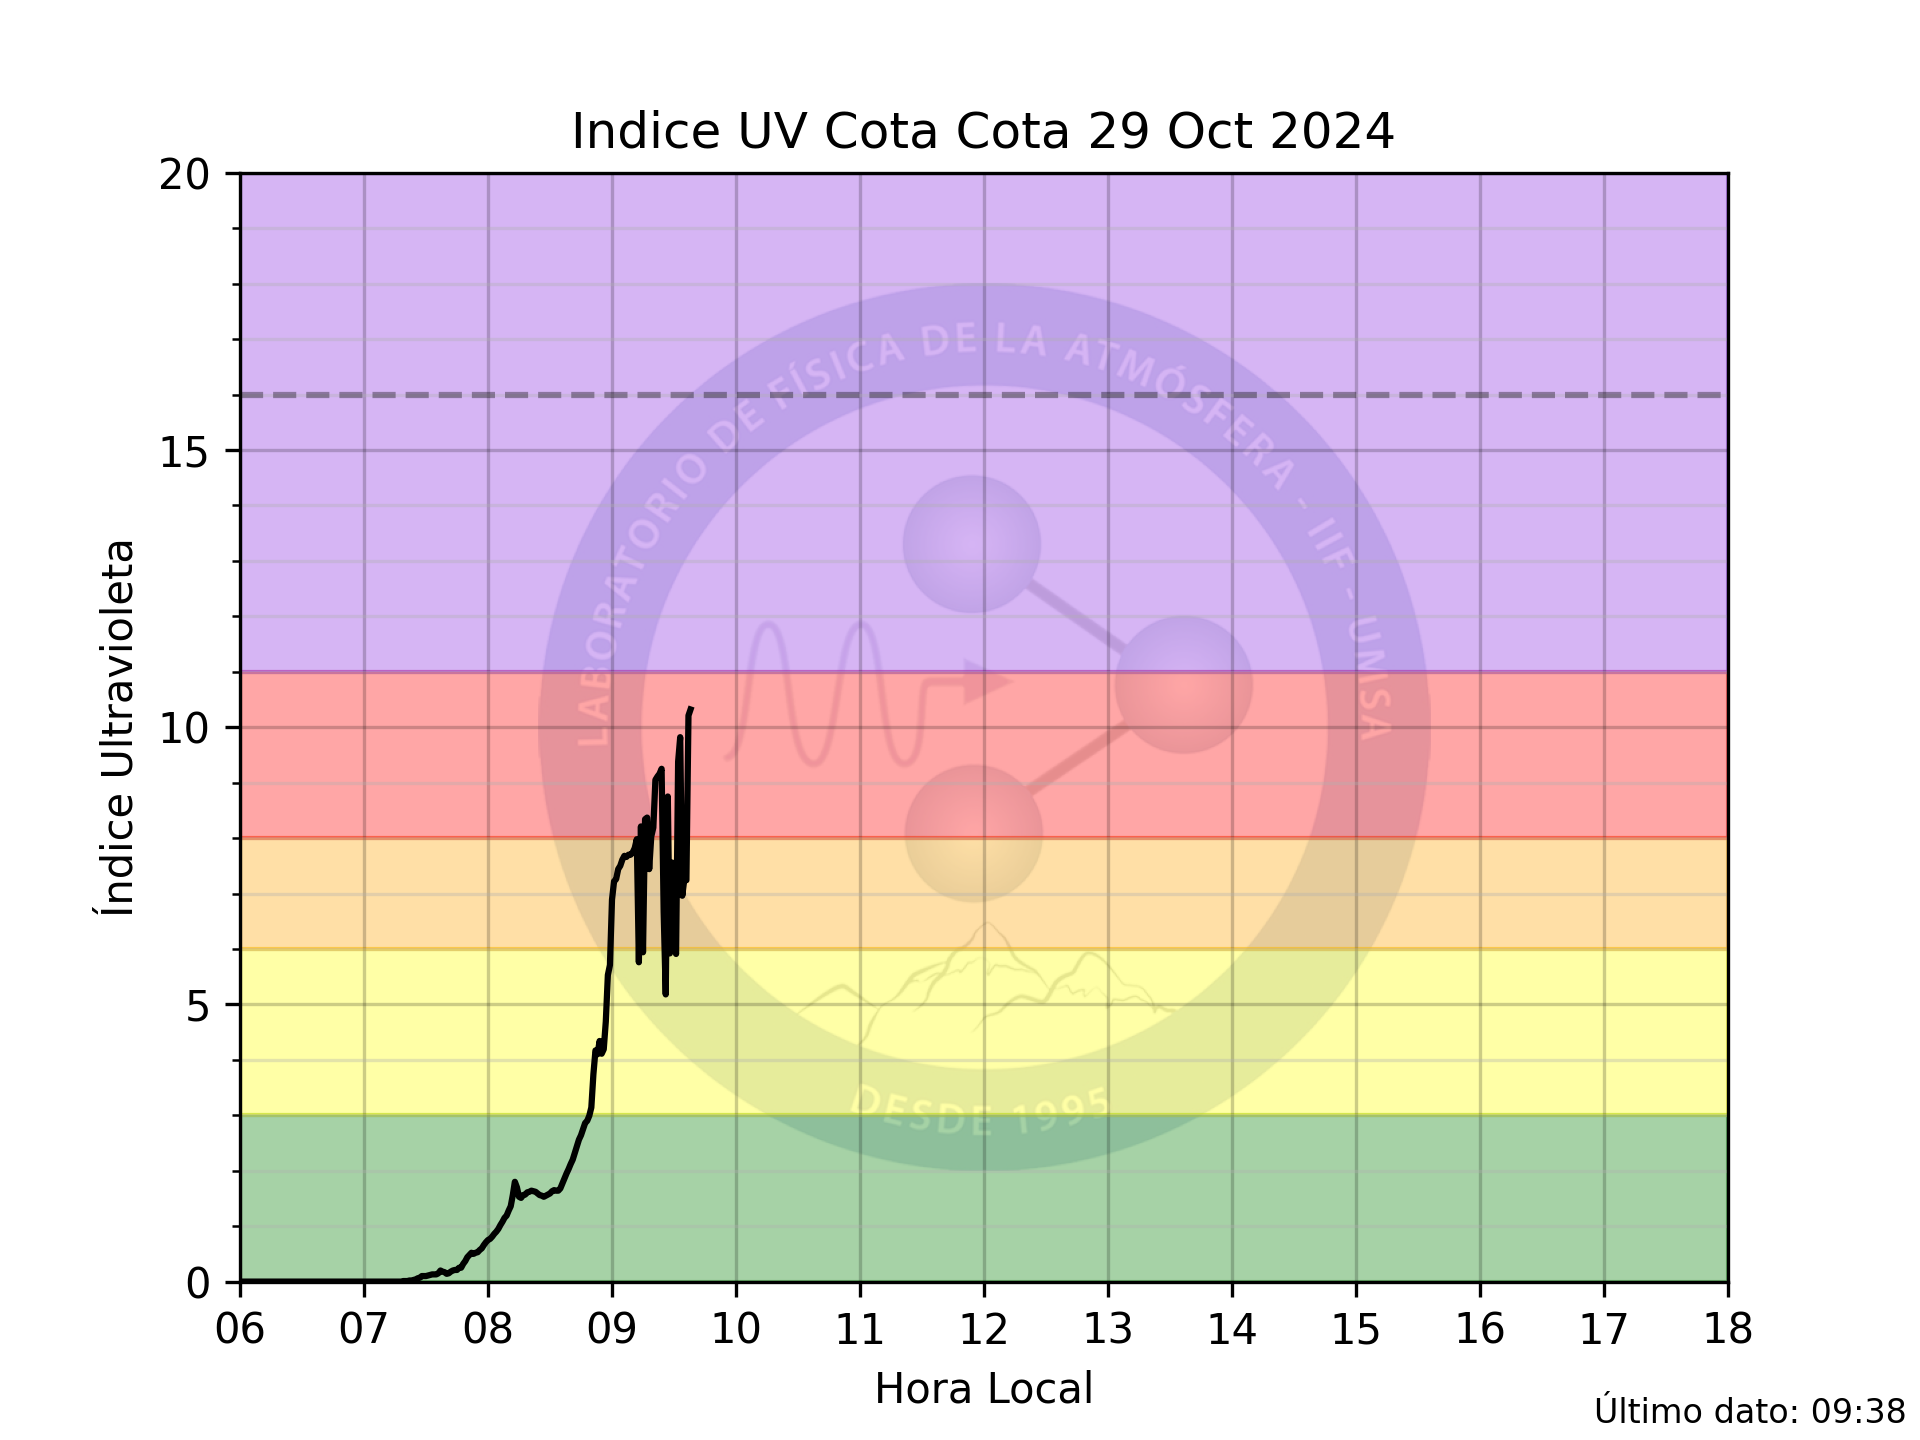 Indice UV Cota Cota 29 Oct 2024
20
15
10
5
0
Índice Ultravioleta
LABORATORIO DE FÍSICA DE LA ATMÓSFERA - IIF - UMSA
DESDE 1995
06 07 08 09 10 11 12 13 14 15 16 17 18
Hora Local
Último dato: 09:38